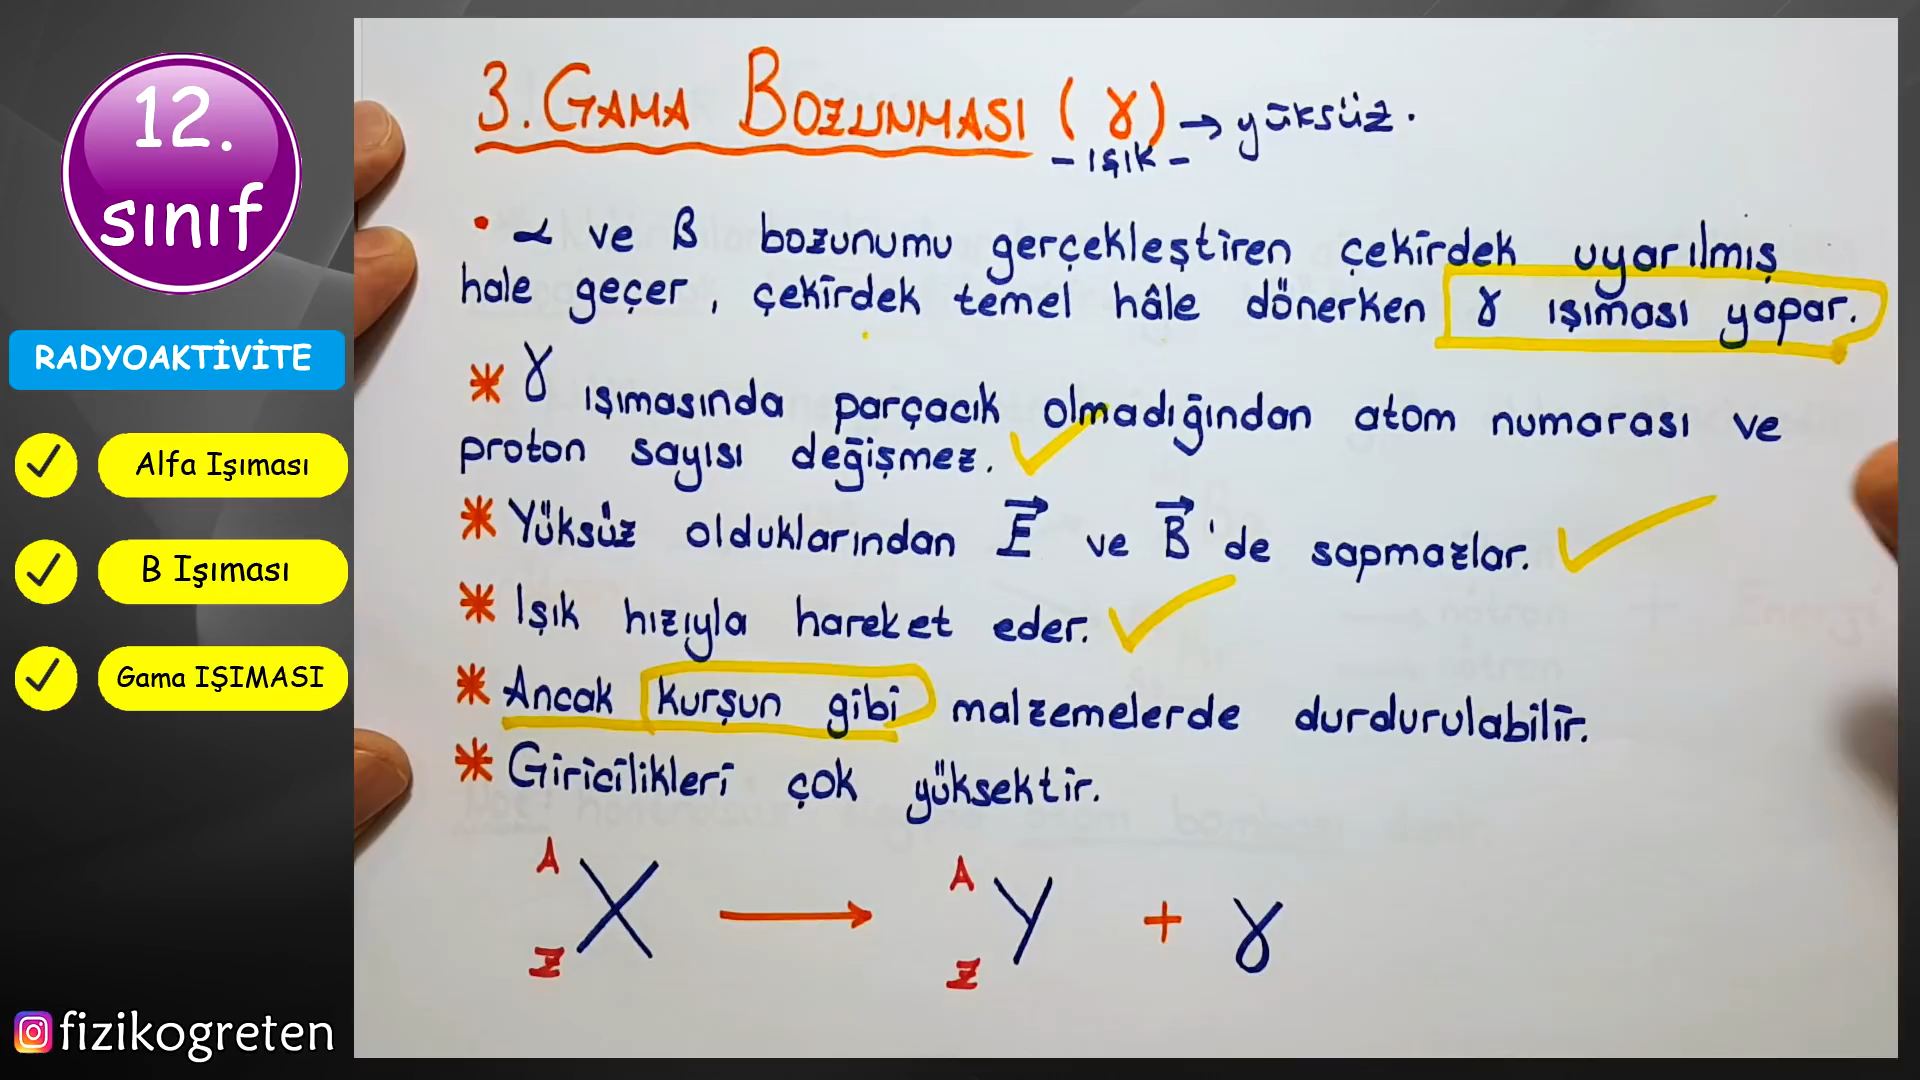 12.
sınıf
RADYOAKTİVİTE
Alfa Işıması
B Işıması
Gama IŞIMASI
fizikogreten
3. GAMA BOZUNMASI (γ) → yüksüz.
- ışık -
• α ve β bozunumu gerçekleştiren çekirdek uyarılmış
hale geçer, çekirdek temel hâle dönerken γ ışıması yapar.
* γ ışımasında parçacık olmadığından atom numarası ve
proton sayısı değişmez.
* Yüksüz olduklarından E⃗ ve B⃗'de sapmazlar.
* Işık hızıyla hareket eder.
* Ancak kurşun gibi malzemelerde durdurulabilir.
* Giricilikleri çok yüksektir.
A
Z X → A
Z Y + γ